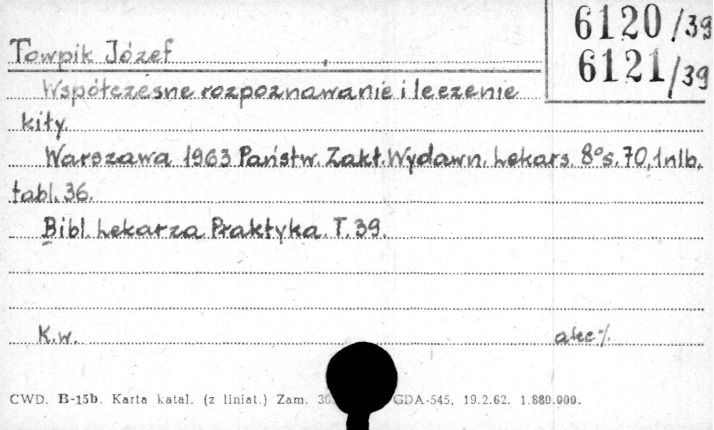 6120/39
Towpik Józef
6121/39
Współczesne rozpoznawanie i leczenie
kiły.
Warszawa 1963 Państw. Zakł. Wydawn. Lekars. 8° s. 70, 1 nlb.
tabl. 36.
Bibl. Lekarza Praktyka T. 39.
K.w. akc
CWD. B-15b. Karta katal. (z liniat.) Zam. GDA-545. 19.2.62. 1.880.000.